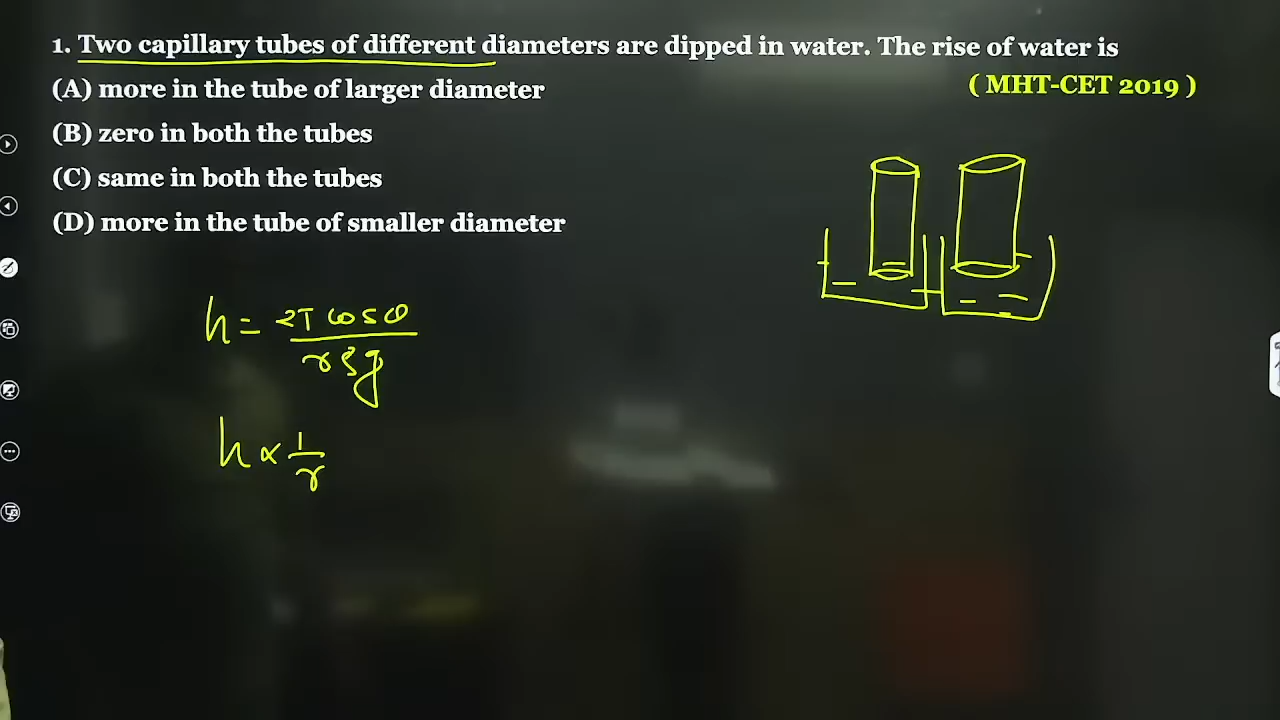 1. Two capillary tubes of different diameters are dipped in water. The rise of water is
(A) more in the tube of larger diameter
( MHT-CET 2019 )
(B) zero in both the tubes
(C) same in both the tubes
(D) more in the tube of smaller diameter
h = 2T cosθ / rρg
h ∝ 1/r